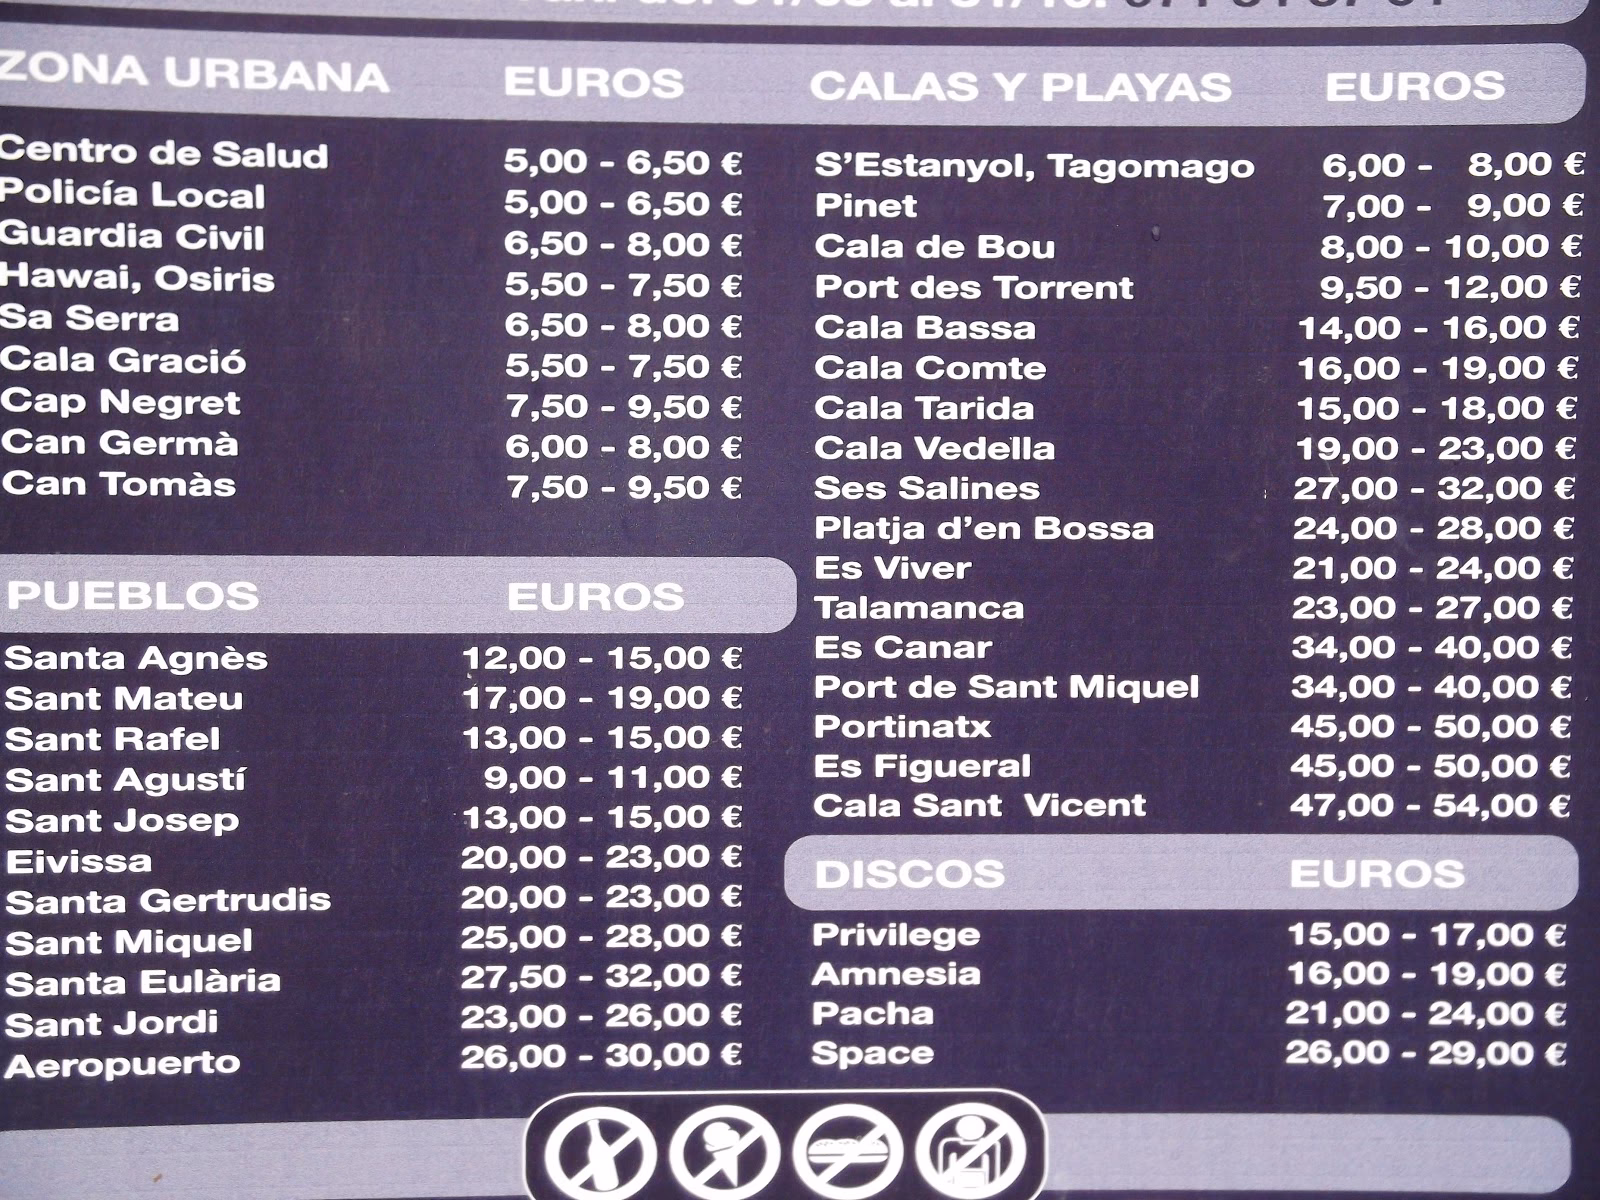 ZONA URBANA EUROS
Centro de Salud 5,00 - 6,50 €
Policía Local 5,00 - 6,50 €
Guardia Civil 6,50 - 8,00 €
Hawai, Osiris 5,50 - 7,50 €
Sa Serra 6,50 - 8,00 €
Cala Gració 5,50 - 7,50 €
Cap Negret 7,50 - 9,50 €
Can Germà 6,00 - 8,00 €
Can Tomàs 7,50 - 9,50 €
PUEBLOS EUROS
Santa Agnès 12,00 - 15,00 €
Sant Mateu 17,00 - 19,00 €
Sant Rafel 13,00 - 15,00 €
Sant Agustí 9,00 - 11,00 €
Sant Josep 13,00 - 15,00 €
Eivissa 20,00 - 23,00 €
Santa Gertrudis 20,00 - 23,00 €
Sant Miquel 25,00 - 28,00 €
Santa Eulària 27,50 - 32,00 €
Sant Jordi 23,00 - 26,00 €
Aeropuerto 26,00 - 30,00 €
CALAS Y PLAYAS EUROS
S'Estanyol, Tagomago 6,00 - 8,00 €
Pinet 7,00 - 9,00 €
Cala de Bou 8,00 - 10,00 €
Port des Torrent 9,50 - 12,00 €
Cala Bassa 14,00 - 16,00 €
Cala Comte 16,00 - 19,00 €
Cala Tarida 15,00 - 18,00 €
Cala Vedella 19,00 - 23,00 €
Ses Salines 27,00 - 32,00 €
Platja d'en Bossa 24,00 - 28,00 €
Es Viver 21,00 - 24,00 €
Talamanca 23,00 - 27,00 €
Es Canar 34,00 - 40,00 €
Port de Sant Miquel 34,00 - 40,00 €
Portinatx 45,00 - 50,00 €
Es Figueral 45,00 - 50,00 €
Cala Sant Vicent 47,00 - 54,00 €
DISCOS EUROS
Privilege 15,00 - 17,00 €
Amnesia 16,00 - 19,00 €
Pacha 21,00 - 24,00 €
Space 26,00 - 29,00 €